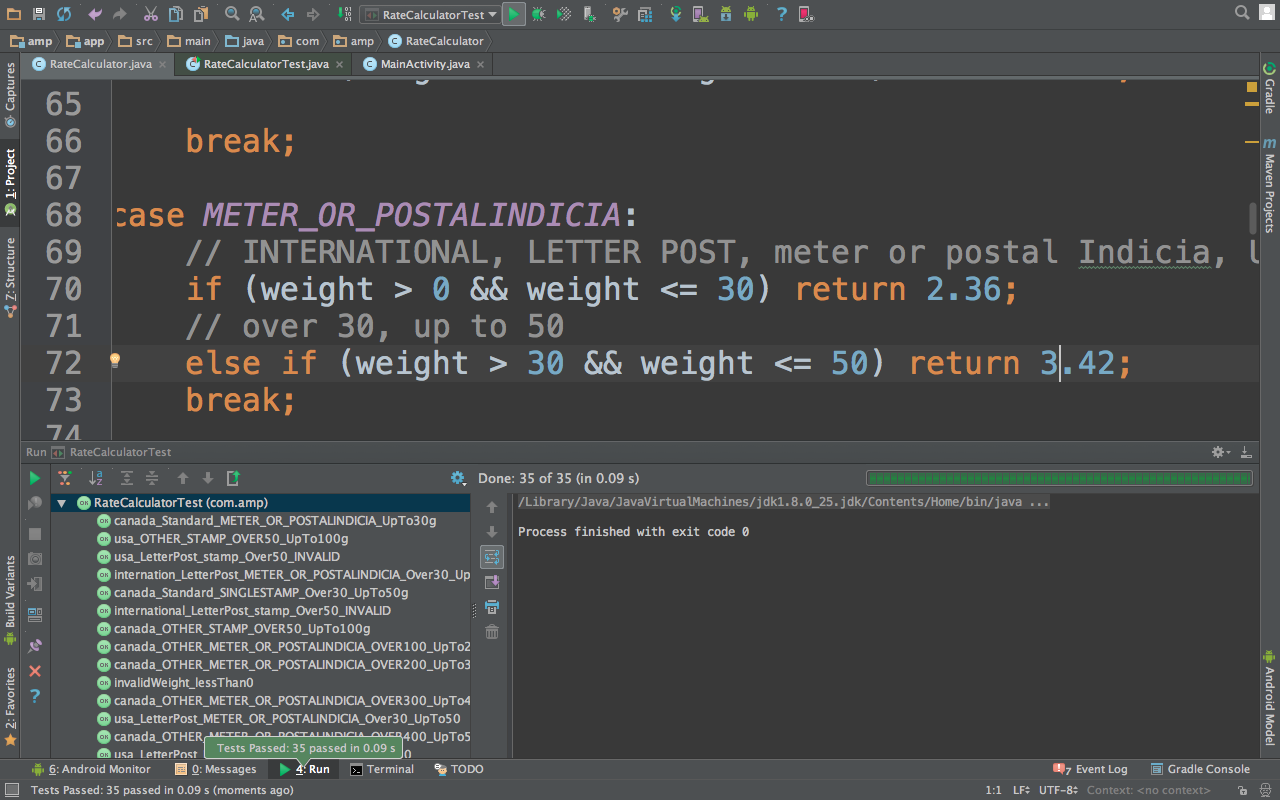 RateCalculatorTest
amp app src main java com amp RateCalculator
RateCalculator.java RateCalculatorTest.java MainActivity.java
Captures
1: Project
Z: Structure
Build Variants
2: Favorites
Gradle
Maven Projects
Android Model
65
66 break;
67
68 case METER_OR_POSTALINDICIA:
69 // INTERNATIONAL, LETTER POST, meter or postal Indicia,
70 if (weight > 0 && weight <= 30) return 2.36;
71 // over 30, up to 50
72 else if (weight > 30 && weight <= 50) return 3.42;
73 break;
74
Run RateCalculatorTest
Done: 35 of 35 (in 0.09 s)
RateCalculatorTest (com.amp)
canada_Standard_METER_OR_POSTALINDICIA_UpTo30g
usa_OTHER_STAMP_OVER50_UpTo100g
usa_LetterPost_stamp_Over50_INVALID
internation_LetterPost_METER_OR_POSTALINDICIA_Over30_Up
canada_Standard_SINGLESTAMP_Over30_UpTo50g
international_LetterPost_stamp_Over50_INVALID
canada_OTHER_STAMP_OVER50_UpTo100g
canada_OTHER_METER_OR_POSTALINDICIA_OVER100_UpTo2
canada_OTHER_METER_OR_POSTALINDICIA_OVER200_UpTo3
invalidWeight_lessThan0
canada_OTHER_METER_OR_POSTALINDICIA_OVER300_UpTo4
usa_LetterPost_METER_OR_POSTALINDICIA_Over30_UpTo50
canada_OTHER_METER_OR_POSTALINDICIA_OVER400_UpTo5
usa_LetterPost
/Library/Java/JavaVirtualMachines/jdk1.8.0_25.jdk/Contents/Home/bin/java ...
Process finished with exit code 0
Tests Passed: 35 passed in 0.09 s
6: Android Monitor 0: Messages 4: Run Terminal TODO 7 Event Log Gradle Console
Tests Passed: 35 passed in 0.09 s (moments ago) 1:1 LF UTF-8 Context: <no context>